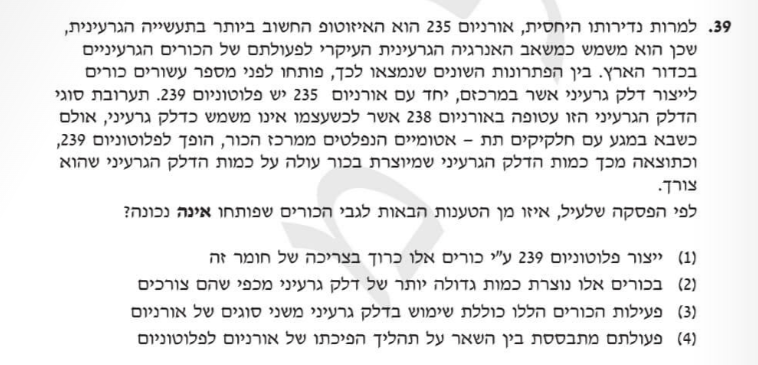 39. למרות נדירותו היחסית, אורניום 235 הוא האיזוטופ החשוב ביותר בתעשייה הגרעינית,
שכן הוא משמש כמשאב האנרגיה הגרעינית העיקרי לפעולתם של הכורים הגרעיניים
בכדור הארץ. בין הפתרונות השונים שנמצאו לכך, פותחו לפני מספר עשורים כורים
לייצור דלק גרעיני אשר במרכזם, יחד עם אורניום 235 יש פלוטוניום 239. תערובת סוגי
הדלק הגרעיני הזו עטופה באורניום 238 אשר לכשעצמו אינו משמש כדלק גרעיני, אולם
כשבא במגע עם חלקיקים תת – אטומיים הנפלטים ממרכז הכור, הופך לפלוטוניום 239,
וכתוצאה מכך כמות הדלק הגרעיני שמיוצרת בכור עולה על כמות הדלק הגרעיני שהוא
צורך.
לפי הפסקה שלעיל, איזו מן הטענות הבאות לגבי הכורים שפותחו אינה נכונה?
(1) ייצור פלוטוניום 239 ע"י כורים אלו כרוך בצריכה של חומר זה
(2) בכורים אלו נוצרת כמות גדולה יותר של דלק גרעיני מכפי שהם צורכים
(3) פעילות הכורים הללו כוללת שימוש בדלק גרעיני משני סוגים של אורניום
(4) פעולתם מתבססת בין השאר על תהליך הפיכתו של אורניום לפלוטוניום